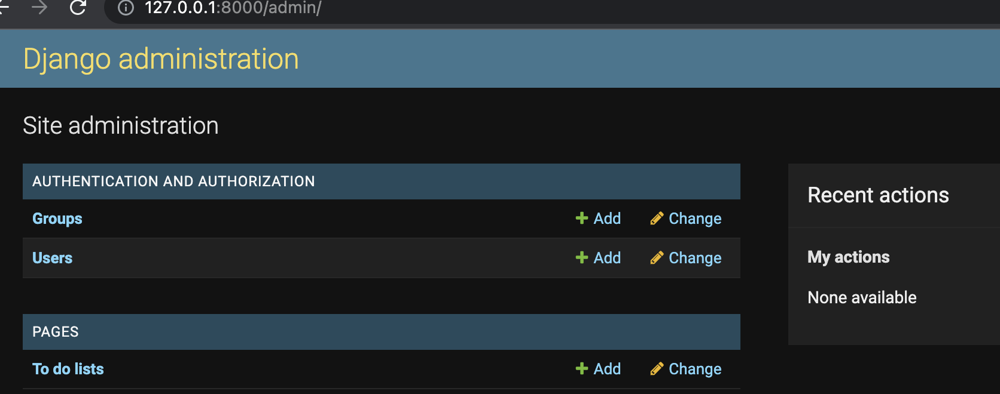 127.0.0.1:8000/admin/
Django administration
Site administration
AUTHENTICATION AND AUTHORIZATION
Groups Add Change
Users Add Change
PAGES
To do lists Add Change
Recent actions
My actions
None available